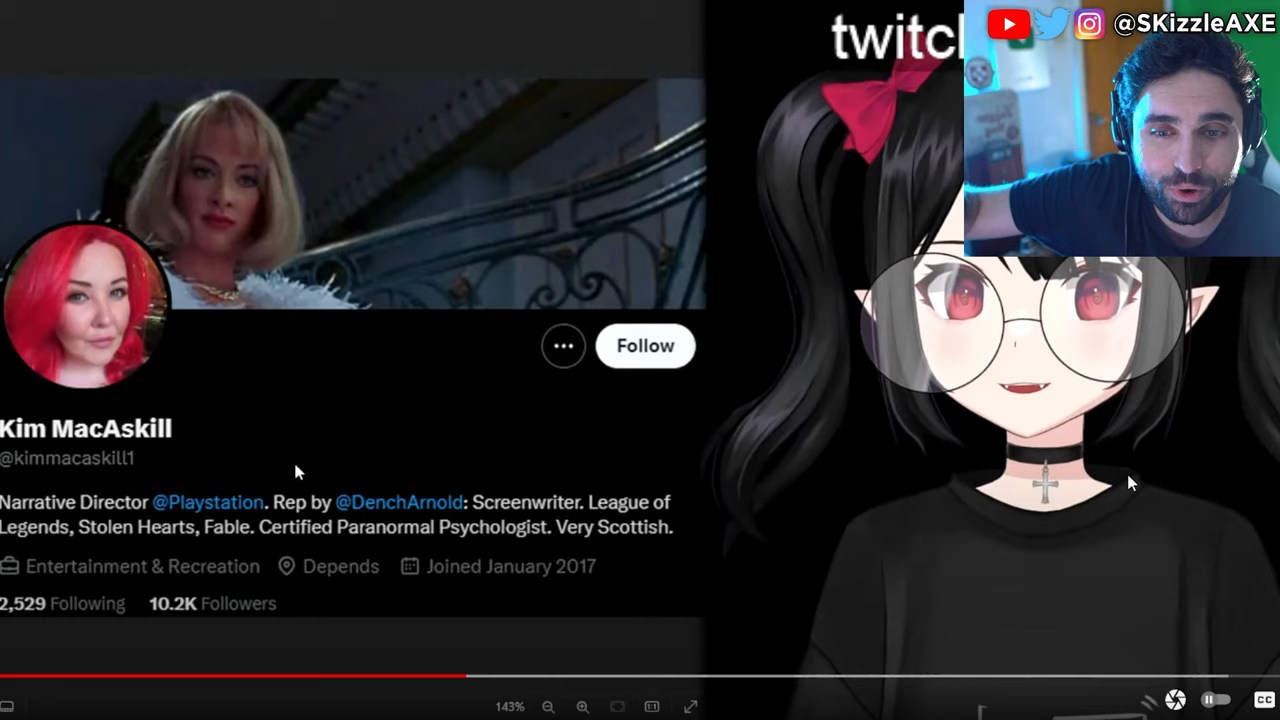 twitch
@SKizzleAXE
Follow
Kim MacAskill
@kimmacaskill1
Narrative Director @Playstation. Rep by @DenchArnold: Screenwriter. League of
Legends, Stolen Hearts, Fable. Certified Paranormal Psychologist. Very Scottish.
Entertainment & Recreation Depends Joined January 2017
2,529 Following 10.2K Followers
143%
CC